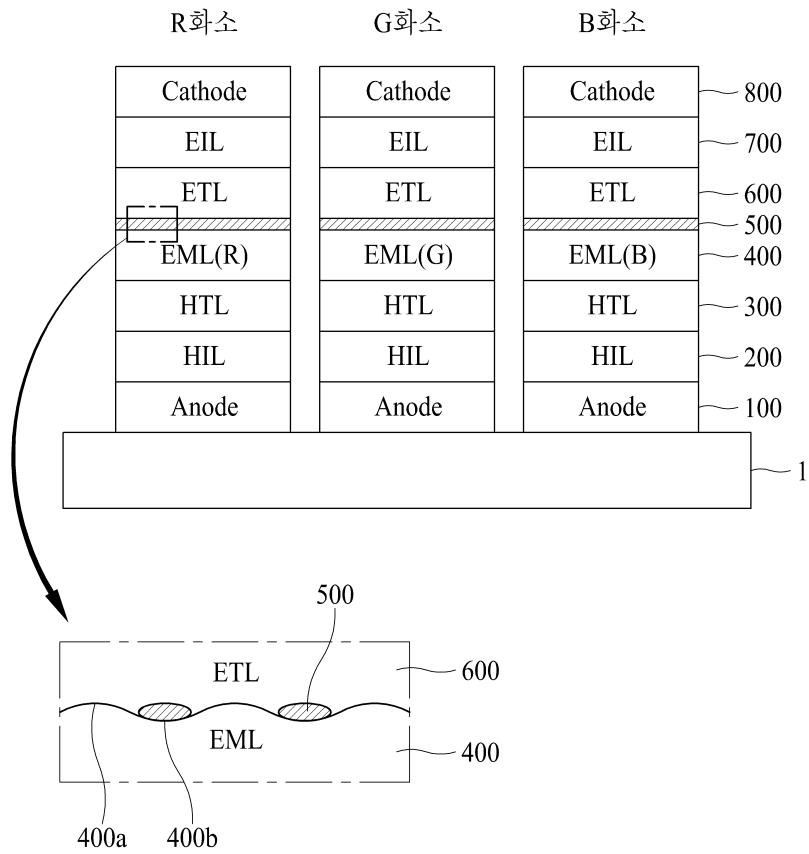 R화소 G화소 B화소
Cathode Cathode Cathode 800
EIL EIL EIL 700
ETL ETL ETL 600
500
EML(R) EML(G) EML(B) 400
HTL HTL HTL 300
HIL HIL HIL 200
Anode Anode Anode 100
1
500
ETL 600
EML 400
400a 400b